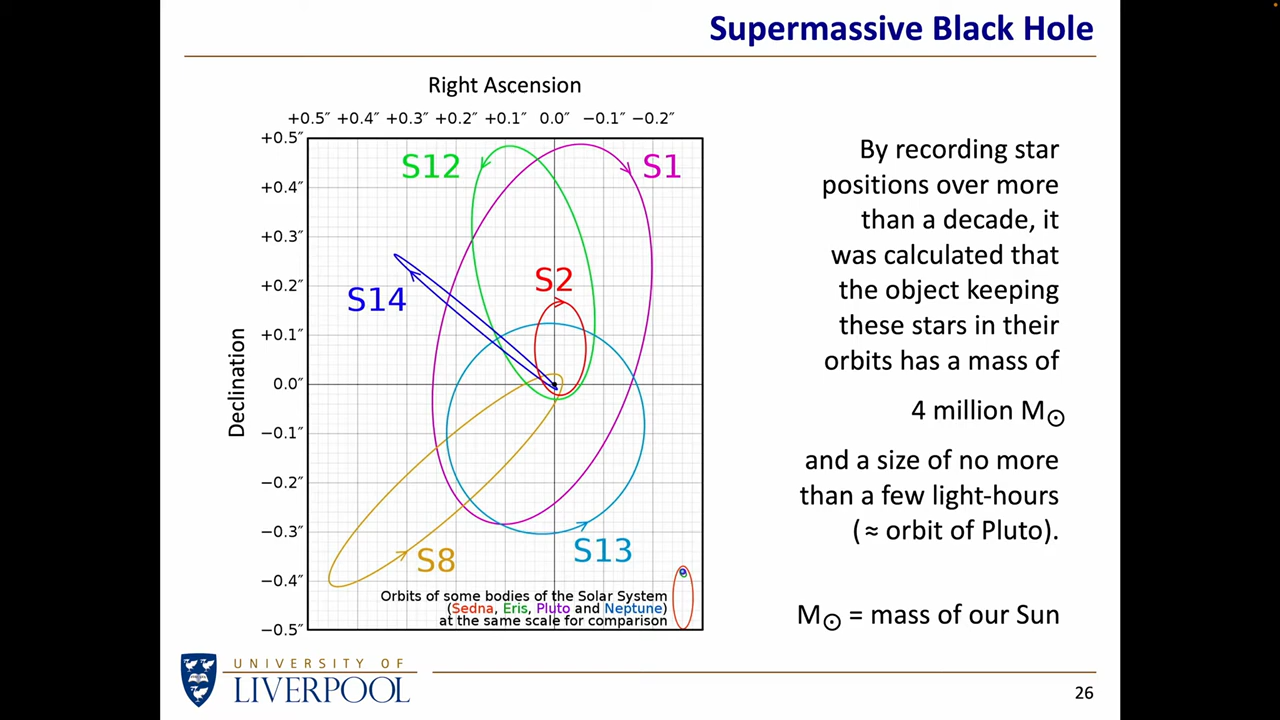 Supermassive Black Hole
Right Ascension
+0.5″ +0.4″ +0.3″ +0.2″ +0.1″ 0.0″ −0.1″ −0.2″
+0.5″
+0.4″
+0.3″
+0.2″
+0.1″
0.0″
−0.1″
−0.2″
−0.3″
−0.4″
−0.5″
Declination
S12
S1
S2
S14
S13
S8
Orbits of some bodies of the Solar System
(Sedna, Eris, Pluto and Neptune)
at the same scale for comparison
By recording star
positions over more
than a decade, it
was calculated that
the object keeping
these stars in their
orbits has a mass of
4 million M☉
and a size of no more
than a few light-hours
( ≈ orbit of Pluto).
M☉ = mass of our Sun
UNIVERSITY OF
LIVERPOOL
26